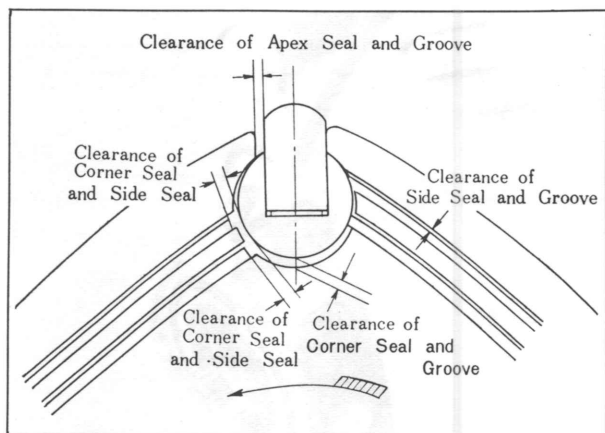 Clearance of Apex Seal and Groove
Clearance of
Corner Seal
and Side Seal
Clearance of
Side Seal and Groove
Clearance of
Corner Seal
and ·Side Seal
Clearance of
Corner Seal and
Groove